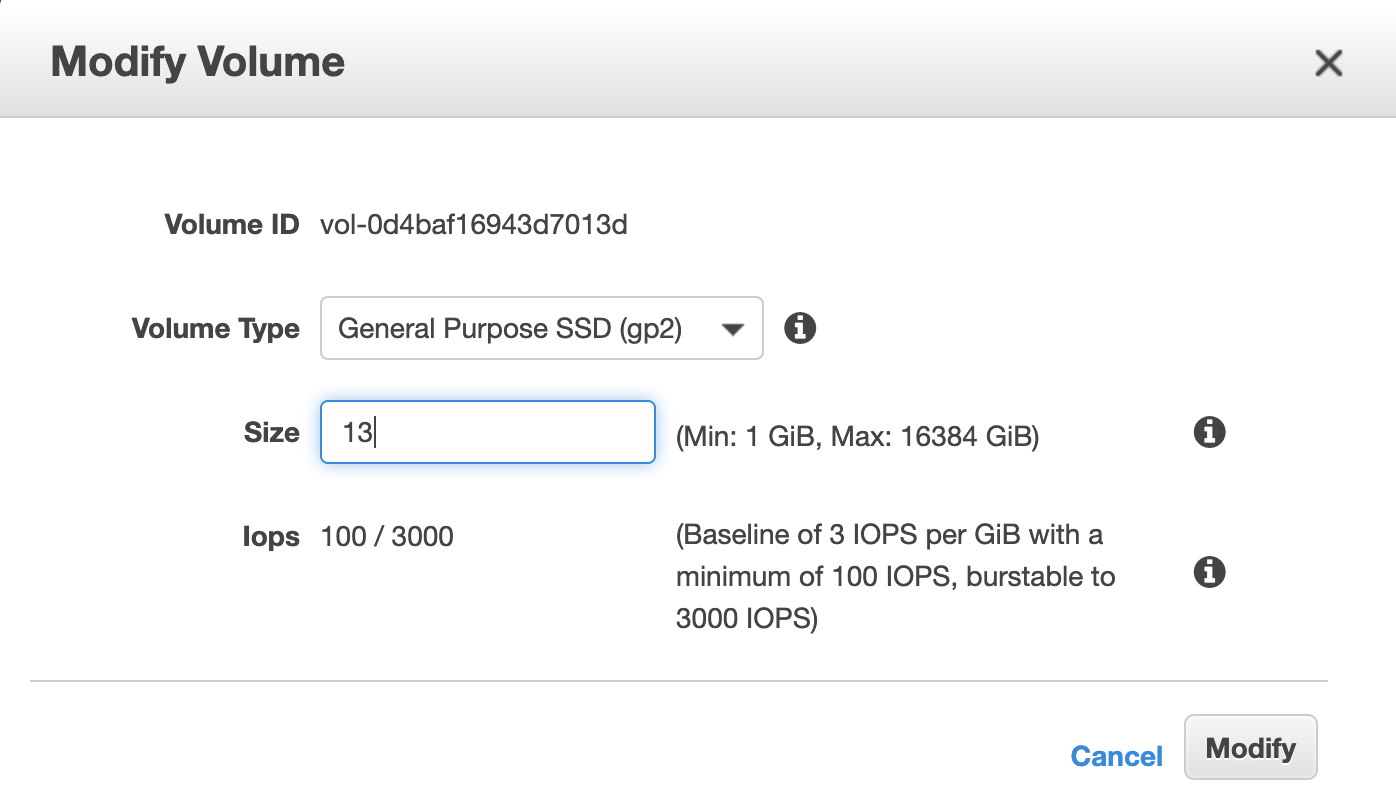 Modify Volume
Volume ID vol-0d4baf16943d7013d
Volume Type General Purpose SSD (gp2)
Size 13 (Min: 1 GiB, Max: 16384 GiB)
Iops 100 / 3000 (Baseline of 3 IOPS per GiB with a
minimum of 100 IOPS, burstable to
3000 IOPS)
Cancel Modify